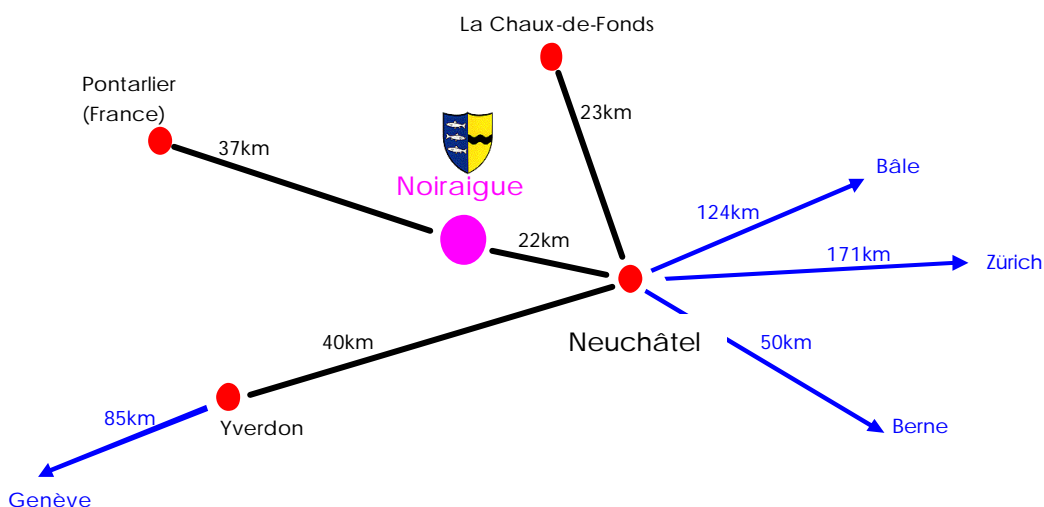 La Chaux-de-Fonds
Pontarlier
(France)
23km
37km
Noiraigue
Bâle
124km
22km
171km
Zürich
40km
Neuchâtel
50km
85km
Yverdon
Berne
Genève